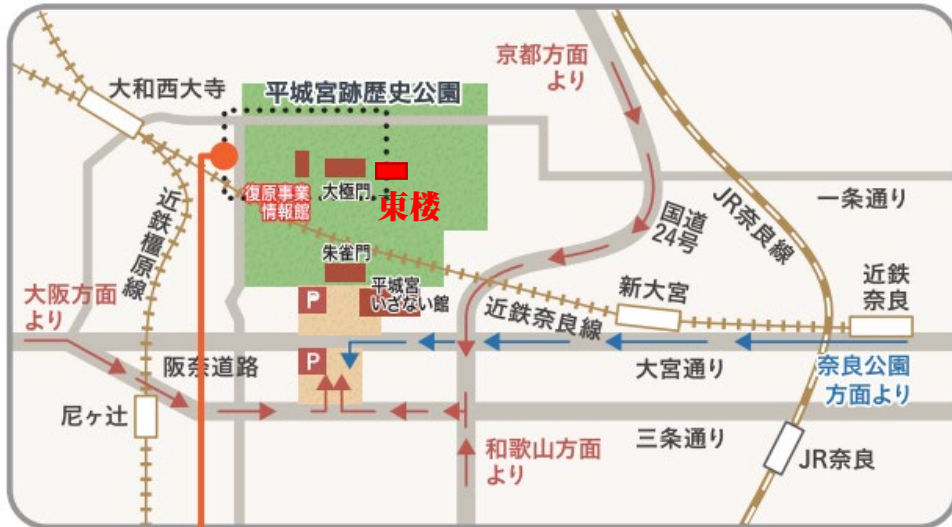 京都方面
より
大和西大寺
平城宮跡歴史公園
復原事業
情報館
大極門
東楼
一条通り
近鉄橿原線
国道
24号
JR奈良線
朱雀門
平城宮
いざない館
大阪方面
より
P
近鉄奈良線
新大宮
近鉄
奈良
P
阪奈道路
大宮通り
奈良公園
方面より
尼ヶ辻
三条通り
和歌山方面
より
JR奈良